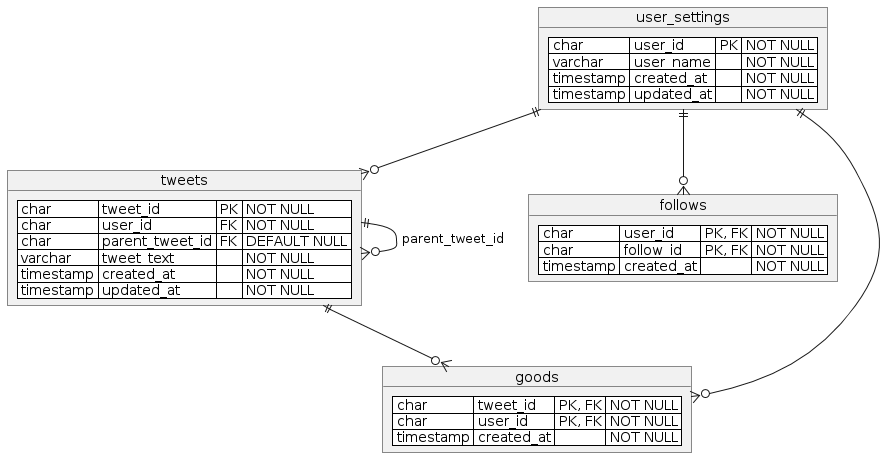 user_settings
char user_id PK NOT NULL
varchar user_name NOT NULL
timestamp created_at NOT NULL
timestamp updated_at NOT NULL
tweets
char tweet_id PK NOT NULL
char user_id FK NOT NULL
char parent_tweet_id FK DEFAULT NULL
varchar tweet_text NOT NULL
timestamp created_at NOT NULL
timestamp updated_at NOT NULL
parent_tweet_id
follows
char user_id PK, FK NOT NULL
char follow_id PK, FK NOT NULL
timestamp created_at NOT NULL
goods
char tweet_id PK, FK NOT NULL
char user_id PK, FK NOT NULL
timestamp created_at NOT NULL